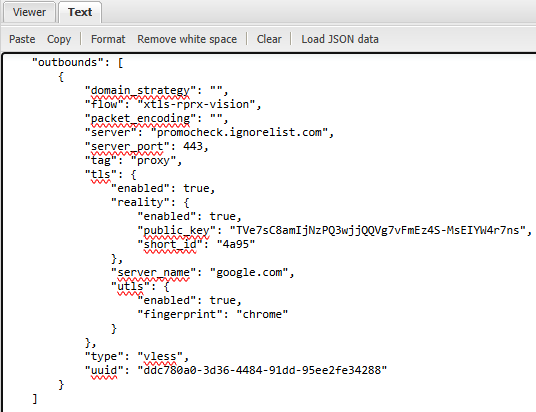 Viewer Text
Paste Copy Format Remove white space Clear Load JSON data
"outbounds": [
{
"domain_strategy": "",
"flow": "xtls-rprx-vision",
"packet_encoding": "",
"server": "promocheck.ignorelist.com",
"server_port": 443,
"tag": "proxy",
"tls": {
"enabled": true,
"reality": {
"enabled": true,
"public_key": "TVe7sC8amIjNzPQ3wjjQQVg7vFmEz4S-MsEIYW4r7ns",
"short_id": "4a95"
},
"server_name": "google.com",
"utls": {
"enabled": true,
"fingerprint": "chrome"
}
},
"type": "vless",
"uuid": "ddc780a0-3d36-4484-91dd-95ee2fe34288"
}
]